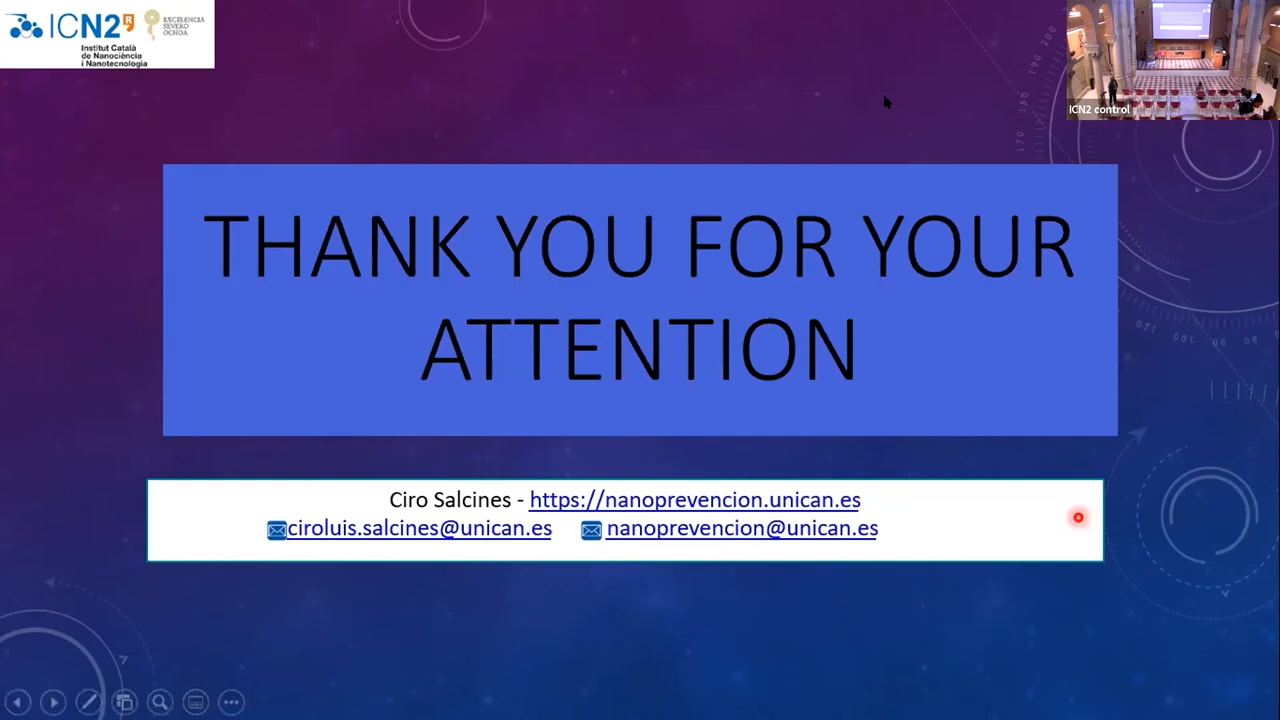 ICN2
Institut Català
de Nanociència
i Nanotecnologia
EXCELENCIA
SEVERO
OCHOA
ICN2 control
THANK YOU FOR YOUR
ATTENTION
Ciro Salcines - https://nanoprevencion.unican.es
ciroluis.salcines@unican.es nanoprevencion@unican.es